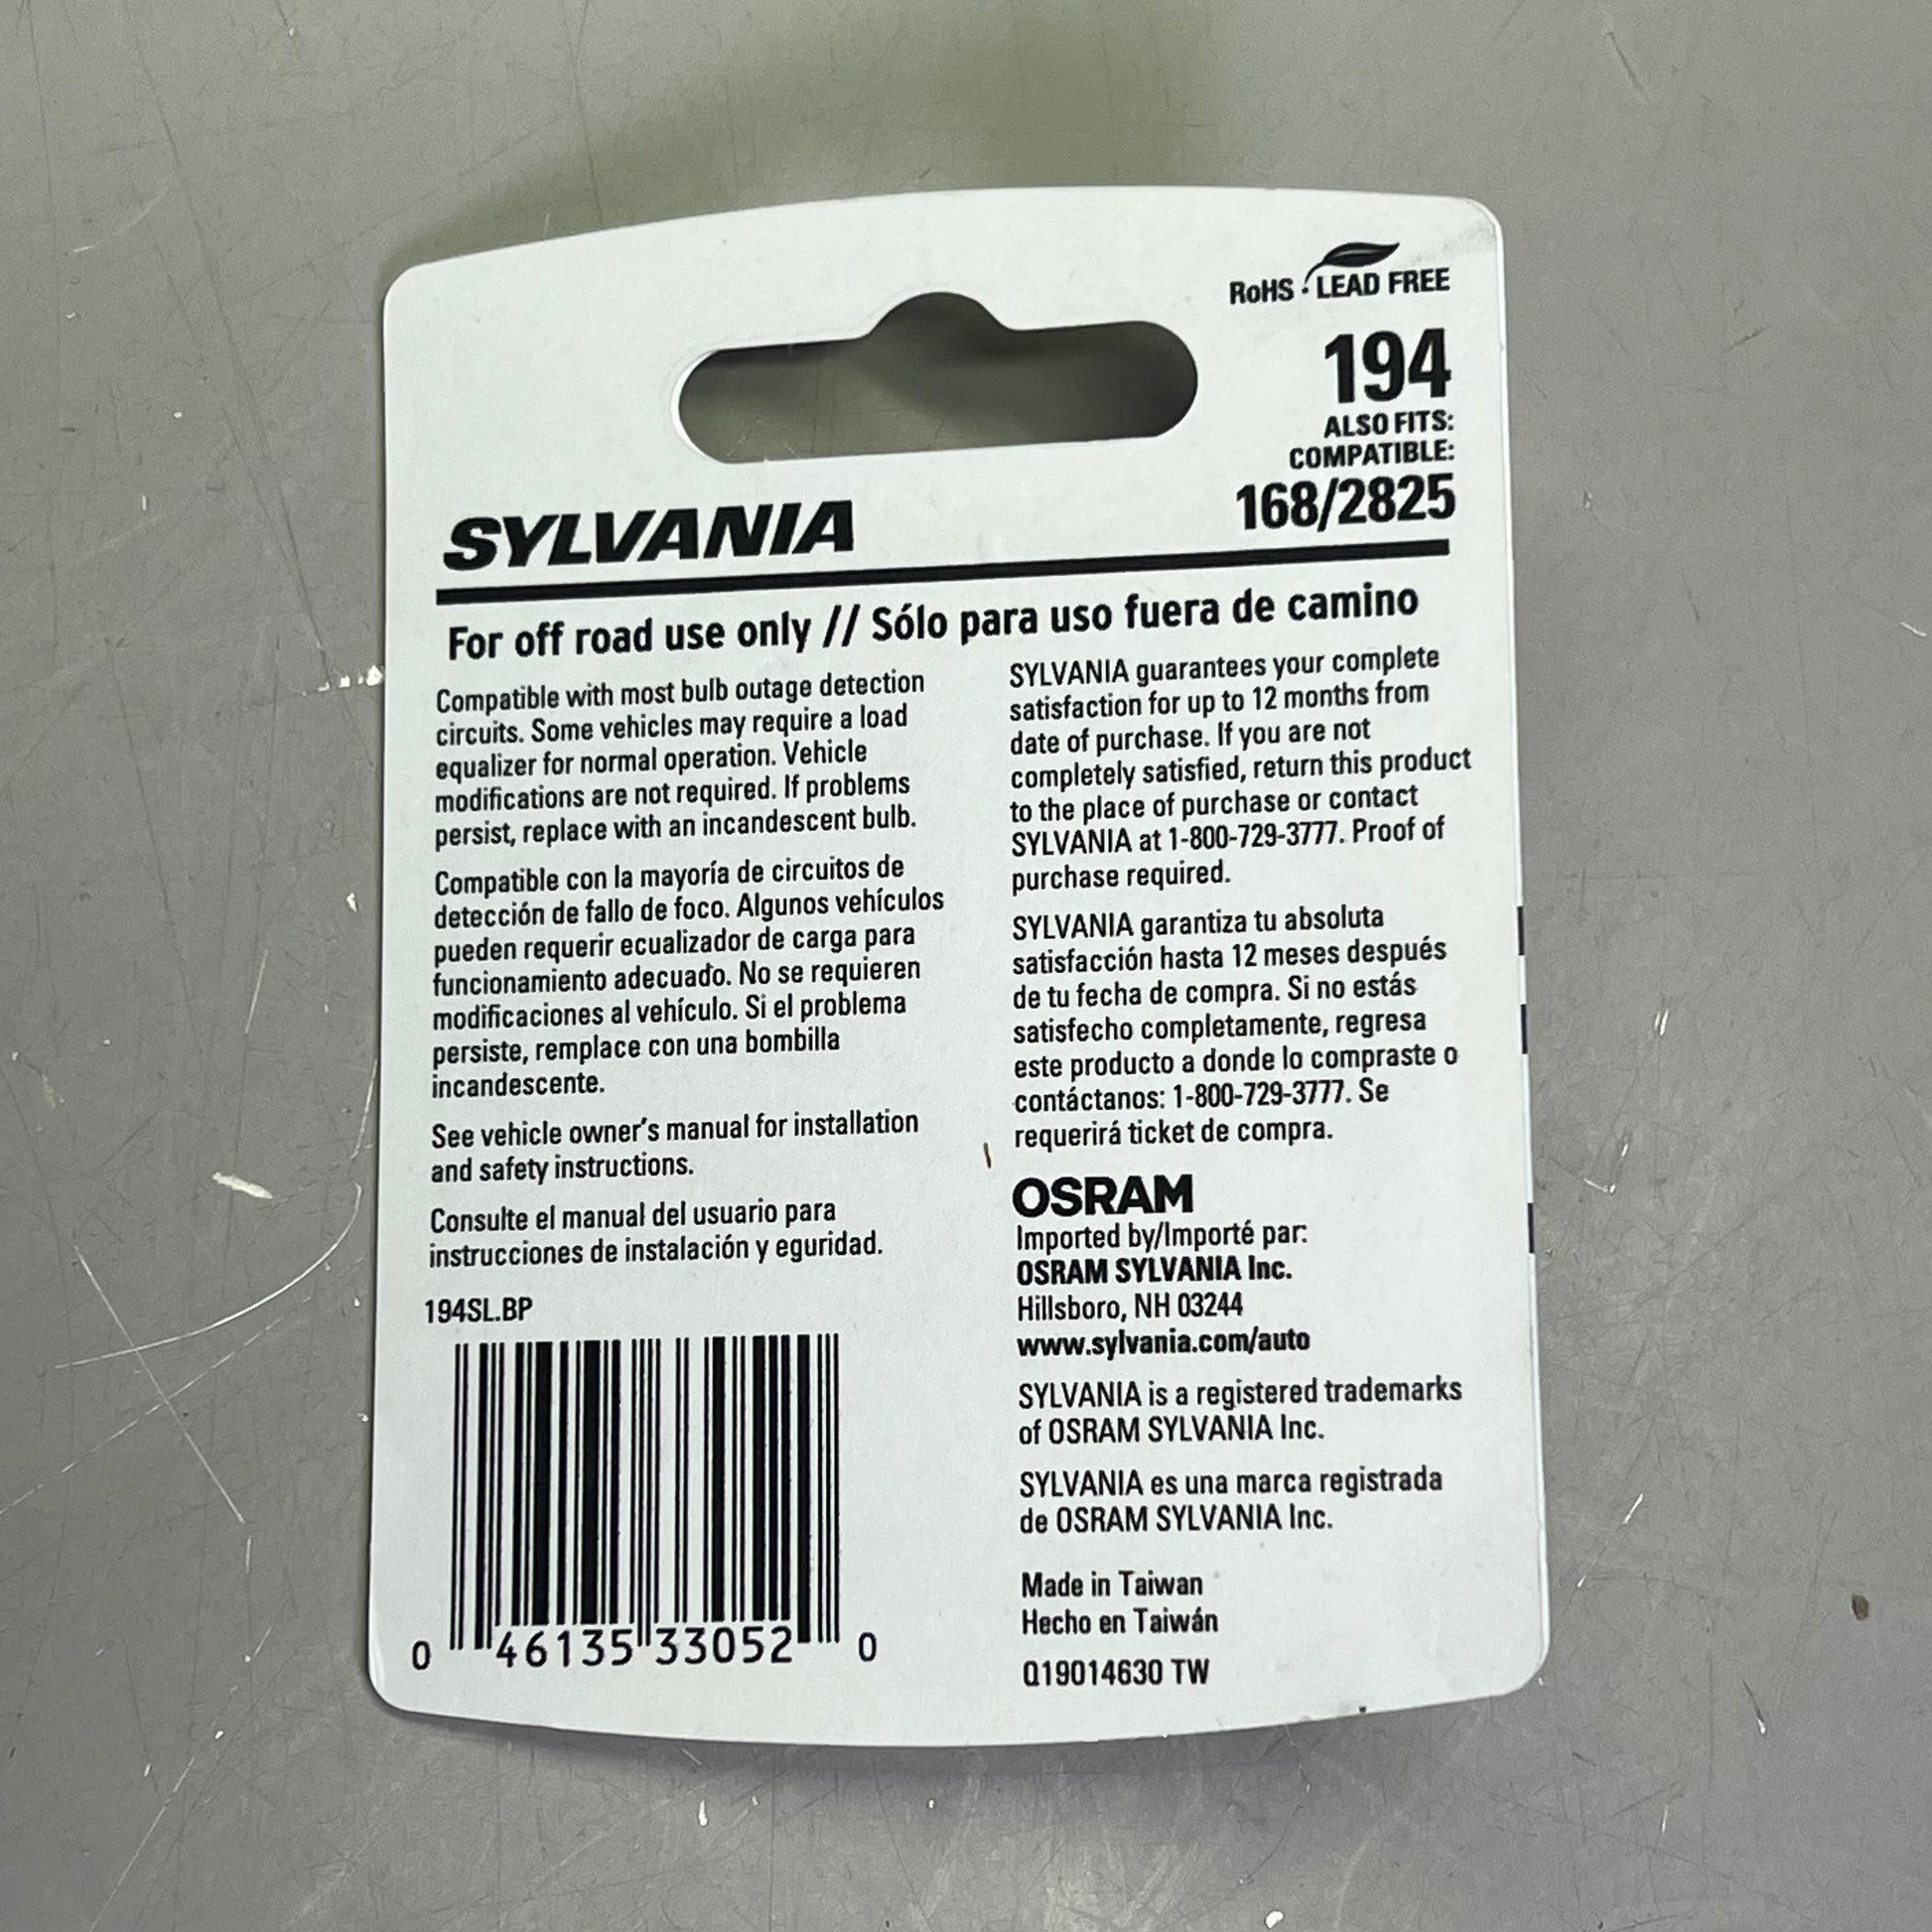 RoHS · LEAD FREE
194
ALSO FITS:
COMPATIBLE:
168/2825
SYLVANIA
For off road use only // Sólo para uso fuera de camino
Compatible with most bulb outage detection
circuits. Some vehicles may require a load
equalizer for normal operation. Vehicle
modifications are not required. If problems
persist, replace with an incandescent bulb.
Compatible con la mayoría de circuitos de
detección de fallo de foco. Algunos vehículos
pueden requerir ecualizador de carga para
funcionamiento adecuado. No se requieren
modificaciones al vehículo. Si el problema
persiste, remplace con una bombilla
incandescente.
See vehicle owner's manual for installation
and safety instructions.
Consulte el manual del usuario para
instrucciones de instalación y eguridad.
194SL.BP
0 46135 33052 0
SYLVANIA guarantees your complete
satisfaction for up to 12 months from
date of purchase. If you are not
completely satisfied, return this product
to the place of purchase or contact
SYLVANIA at 1-800-729-3777. Proof of
purchase required.
SYLVANIA garantiza tu absoluta
satisfacción hasta 12 meses después
de tu fecha de compra. Si no estás
satisfecho completamente, regresa
este producto a donde lo compraste o
contáctanos: 1-800-729-3777. Se
requerirá ticket de compra.
OSRAM
Imported by/Importé par:
OSRAM SYLVANIA Inc.
Hillsboro, NH 03244
www.sylvania.com/auto
SYLVANIA is a registered trademarks
of OSRAM SYLVANIA Inc.
SYLVANIA es una marca registrada
de OSRAM SYLVANIA Inc.
Made in Taiwan
Hecho en Taiwán
Q19014630 TW